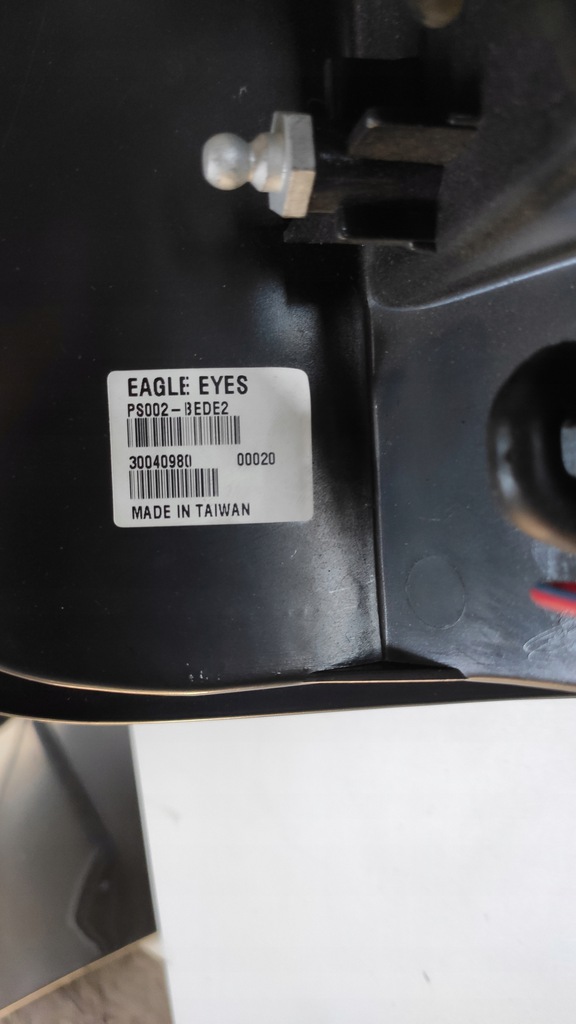 EAGLE EYES
PS002-BEDE2
30040980 00020
MADE IN TAIWAN